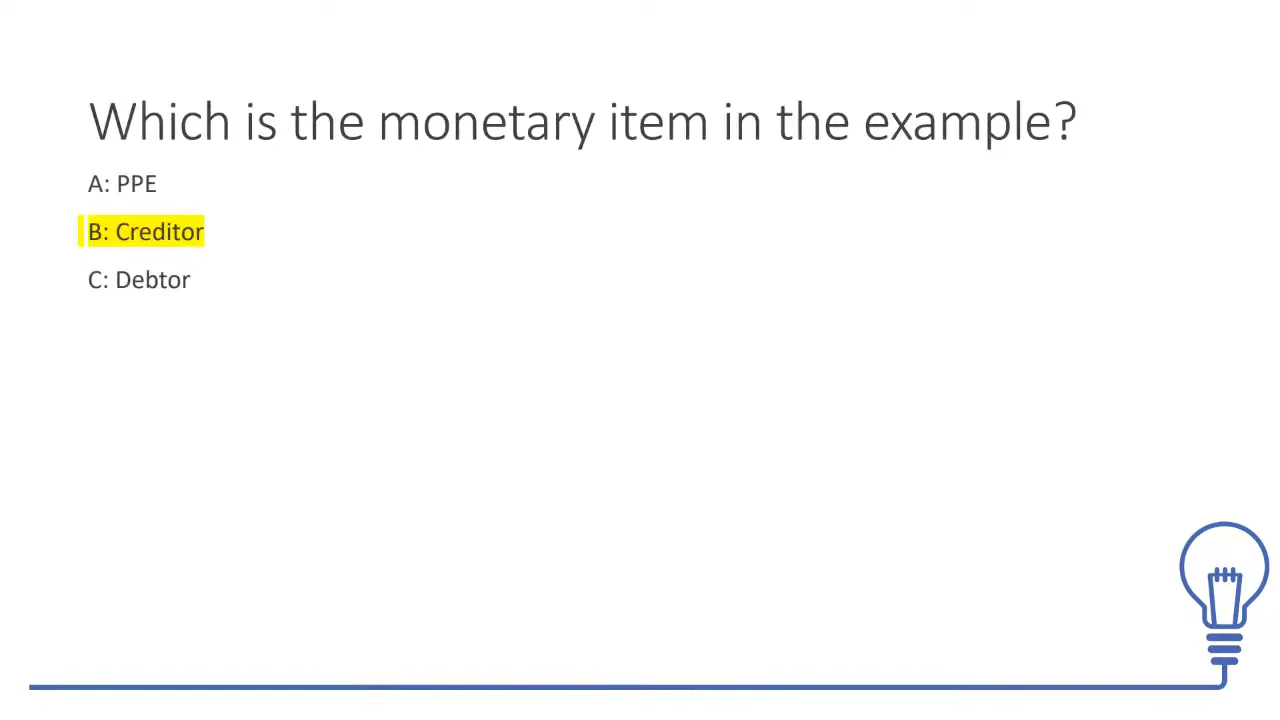 Which is the monetary item in the example?
A: PPE
B: Creditor
C: Debtor